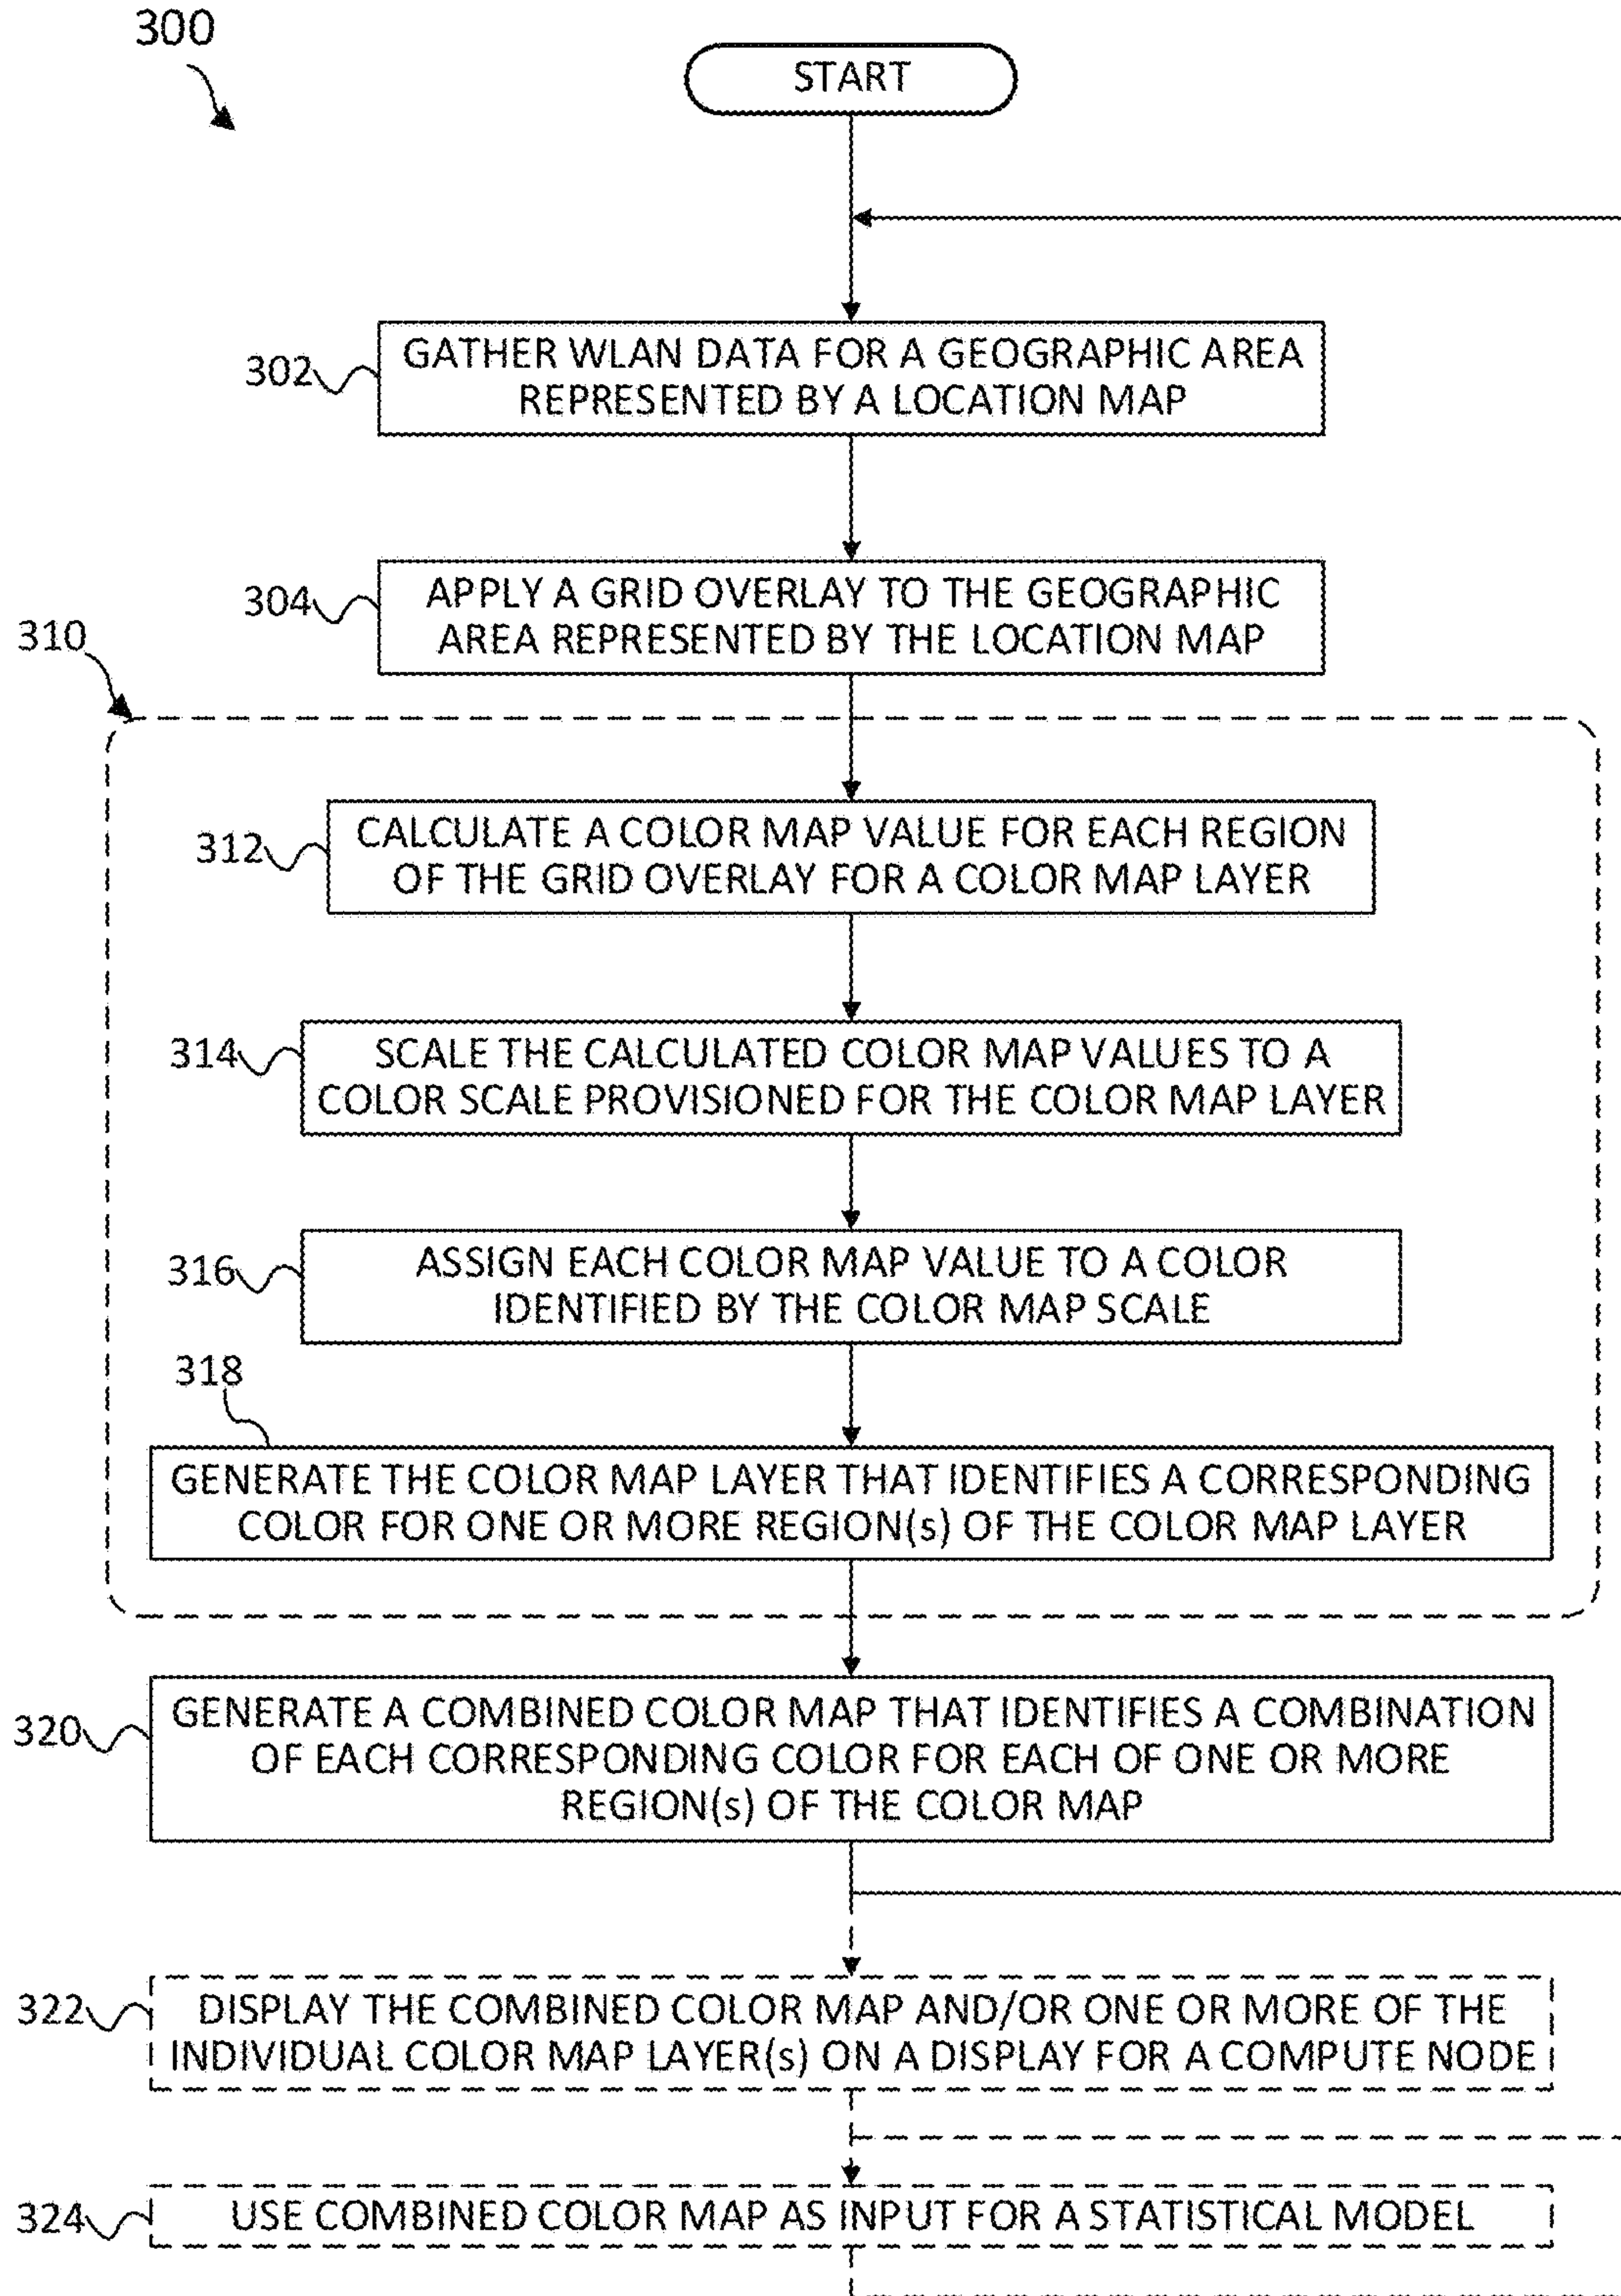 300
START
302
GATHER WLAN DATA FOR A GEOGRAPHIC AREA
REPRESENTED BY A LOCATION MAP
304
APPLY A GRID OVERLAY TO THE GEOGRAPHIC
AREA REPRESENTED BY THE LOCATION MAP
310
312
CALCULATE A COLOR MAP VALUE FOR EACH REGION
OF THE GRID OVERLAY FOR A COLOR MAP LAYER
314
SCALE THE CALCULATED COLOR MAP VALUES TO A
COLOR SCALE PROVISIONED FOR THE COLOR MAP LAYER
316
ASSIGN EACH COLOR MAP VALUE TO A COLOR
IDENTIFIED BY THE COLOR MAP SCALE
318
GENERATE THE COLOR MAP LAYER THAT IDENTIFIES A CORRESPONDING
COLOR FOR ONE OR MORE REGION(s) OF THE COLOR MAP LAYER
320
GENERATE A COMBINED COLOR MAP THAT IDENTIFIES A COMBINATION
OF EACH CORRESPONDING COLOR FOR EACH OF ONE OR MORE
REGION(s) OF THE COLOR MAP
322
DISPLAY THE COMBINED COLOR MAP AND/OR ONE OR MORE OF THE
INDIVIDUAL COLOR MAP LAYER(s) ON A DISPLAY FOR A COMPUTE NODE
324
USE COMBINED COLOR MAP AS INPUT FOR A STATISTICAL MODEL